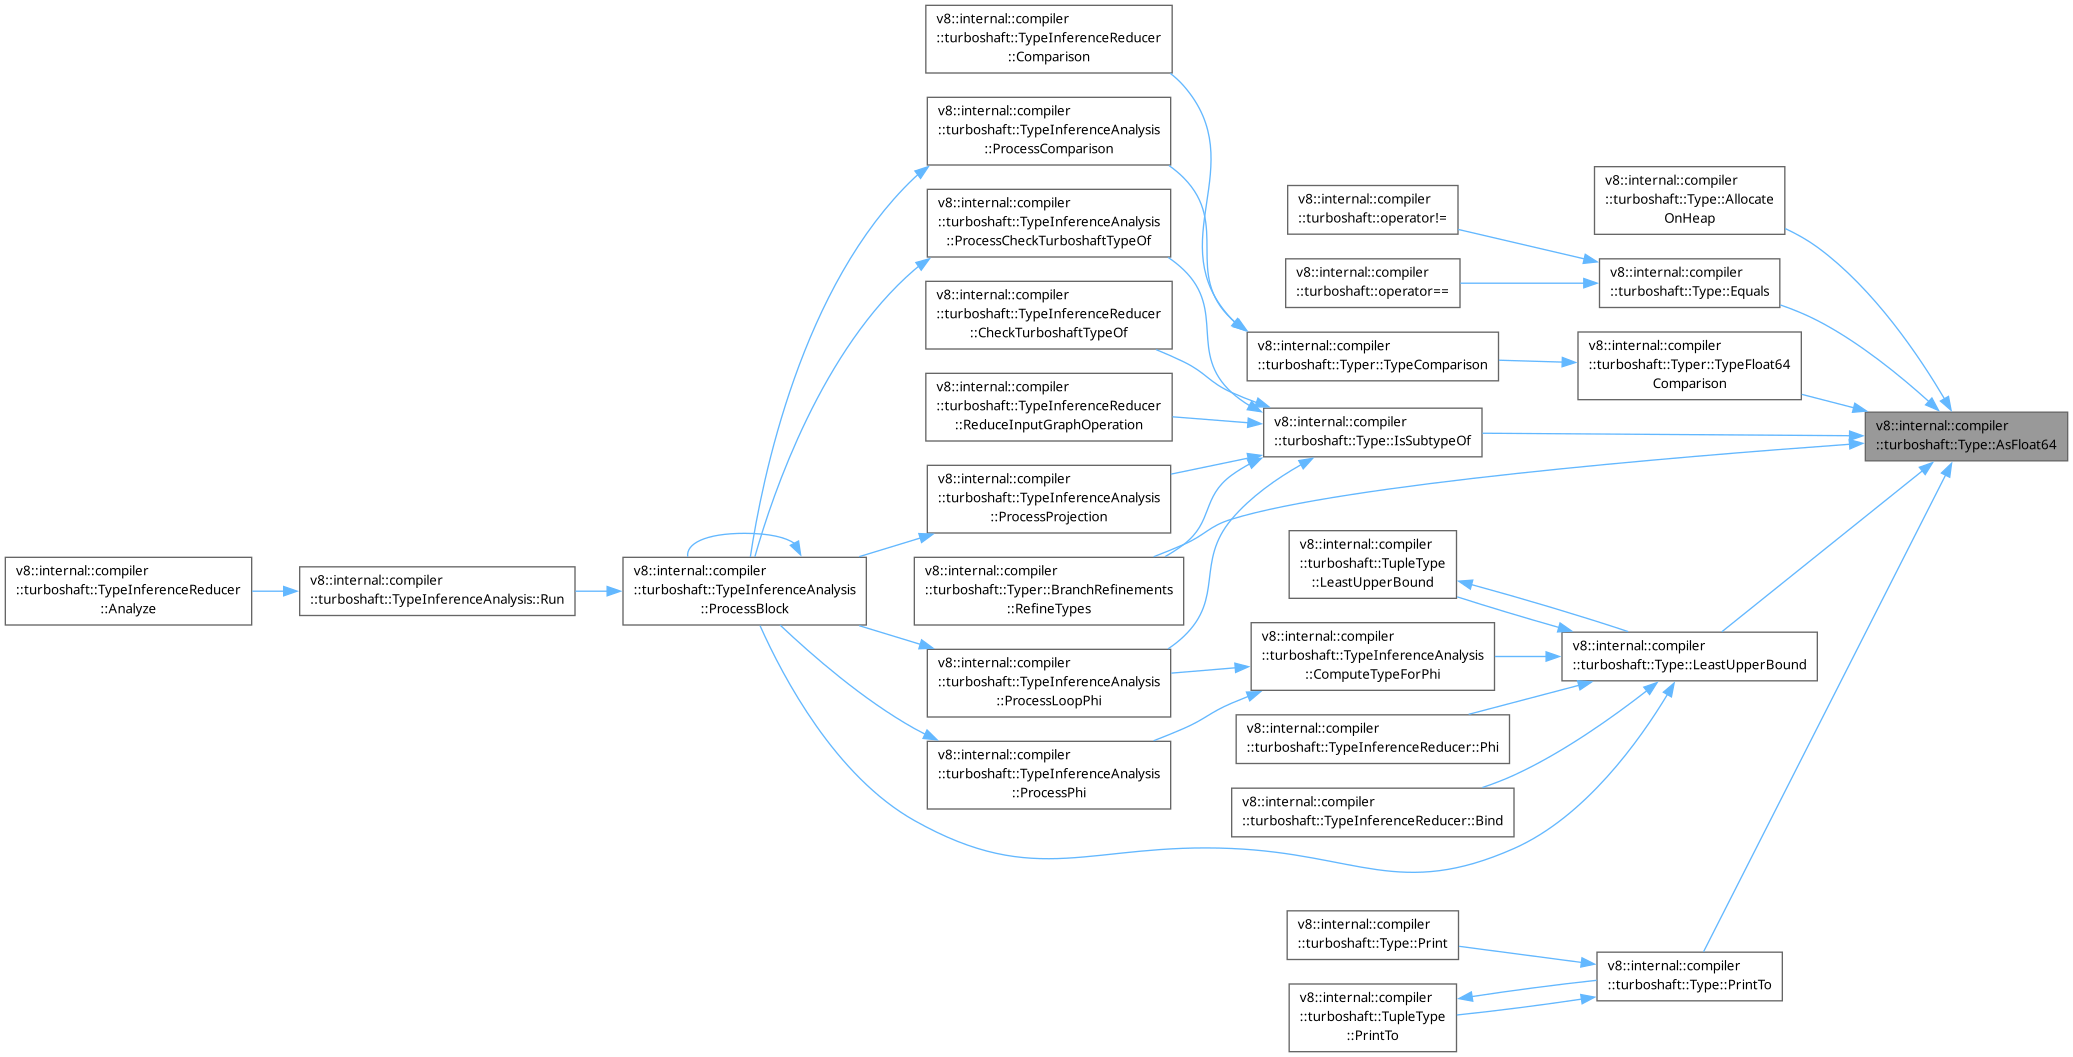 v8::internal::compiler
::turboshaft::TypeInferenceReducer
::Comparison
v8::internal::compiler
::turboshaft::TypeInferenceAnalysis
::ProcessComparison
v8::internal::compiler
::turboshaft::TypeInferenceAnalysis
::ProcessCheckTurboshaftTypeOf
v8::internal::compiler
::turboshaft::TypeInferenceReducer
::CheckTurboshaftTypeOf
v8::internal::compiler
::turboshaft::TypeInferenceReducer
::ReduceInputGraphOperation
v8::internal::compiler
::turboshaft::TypeInferenceAnalysis
::ProcessProjection
v8::internal::compiler
::turboshaft::Typer::BranchRefinements
::RefineTypes
v8::internal::compiler
::turboshaft::TypeInferenceAnalysis
::ProcessLoopPhi
v8::internal::compiler
::turboshaft::TypeInferenceAnalysis
::ProcessPhi
v8::internal::compiler
::turboshaft::TypeInferenceReducer
::Analyze
v8::internal::compiler
::turboshaft::TypeInferenceAnalysis::Run
v8::internal::compiler
::turboshaft::TypeInferenceAnalysis
::ProcessBlock
v8::internal::compiler
::turboshaft::operator!=
v8::internal::compiler
::turboshaft::operator==
v8::internal::compiler
::turboshaft::Typer::TypeComparison
v8::internal::compiler
::turboshaft::Type::IsSubtypeOf
v8::internal::compiler
::turboshaft::TupleType
::LeastUpperBound
v8::internal::compiler
::turboshaft::TypeInferenceAnalysis
::ComputeTypeForPhi
v8::internal::compiler
::turboshaft::TypeInferenceReducer::Phi
v8::internal::compiler
::turboshaft::TypeInferenceReducer::Bind
v8::internal::compiler
::turboshaft::Type::Print
v8::internal::compiler
::turboshaft::TupleType
::PrintTo
v8::internal::compiler
::turboshaft::Type::Allocate
OnHeap
v8::internal::compiler
::turboshaft::Type::Equals
v8::internal::compiler
::turboshaft::Typer::TypeFloat64
Comparison
v8::internal::compiler
::turboshaft::Type::LeastUpperBound
v8::internal::compiler
::turboshaft::Type::PrintTo
v8::internal::compiler
::turboshaft::Type::AsFloat64